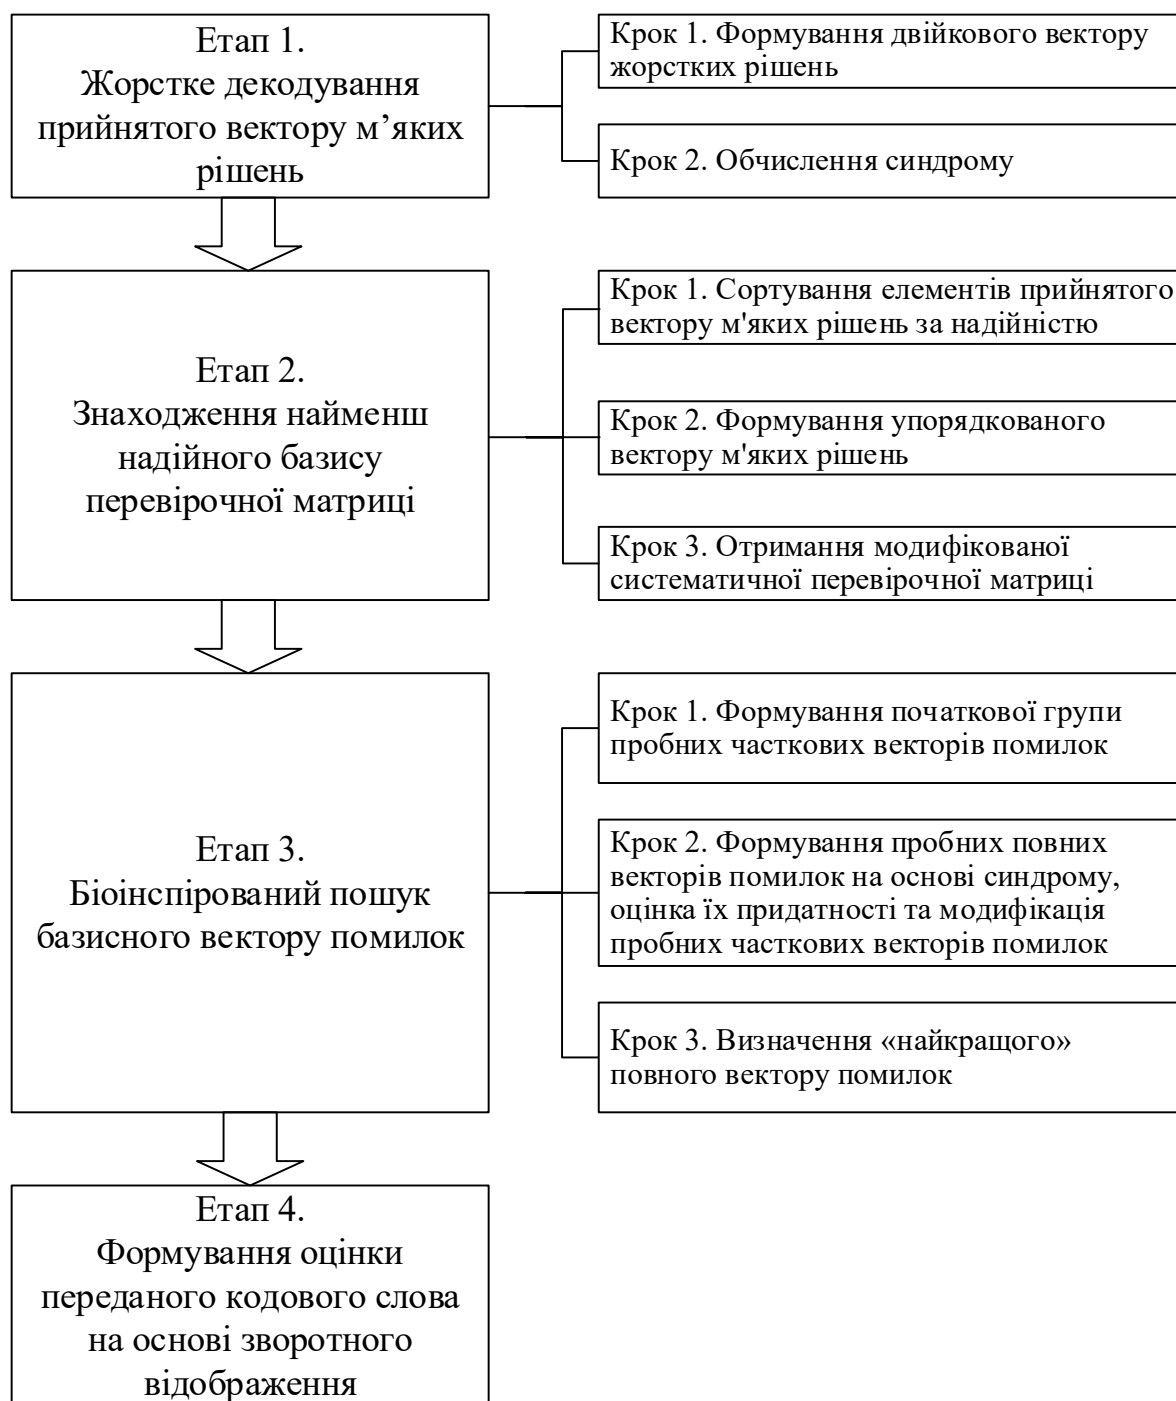 Етап 1.
Жорстке декодування
прийнятого вектору м’яких
рішень
Крок 1. Формування двійкового вектору
жорстких рішень
Крок 2. Обчислення синдрому
Етап 2.
Знаходження найменш
надійного базису
перевірочної матриці
Крок 1. Сортування елементів прийнятого
вектору м'яких рішень за надійністю
Крок 2. Формування упорядкованого
вектору м'яких рішень
Крок 3. Отримання модифікованої
систематичної перевірочної матриці
Етап 3.
Біоінспірований пошук
базисного вектору помилок
Крок 1. Формування початкової групи
пробних часткових векторів помилок
Крок 2. Формування пробних повних
векторів помилок на основі синдрому,
оцінка їх придатності та модифікація
пробних часткових векторів помилок
Крок 3. Визначення «найкращого»
повного вектору помилок
Етап 4.
Формування оцінки
переданого кодового слова
на основі зворотного
відображення